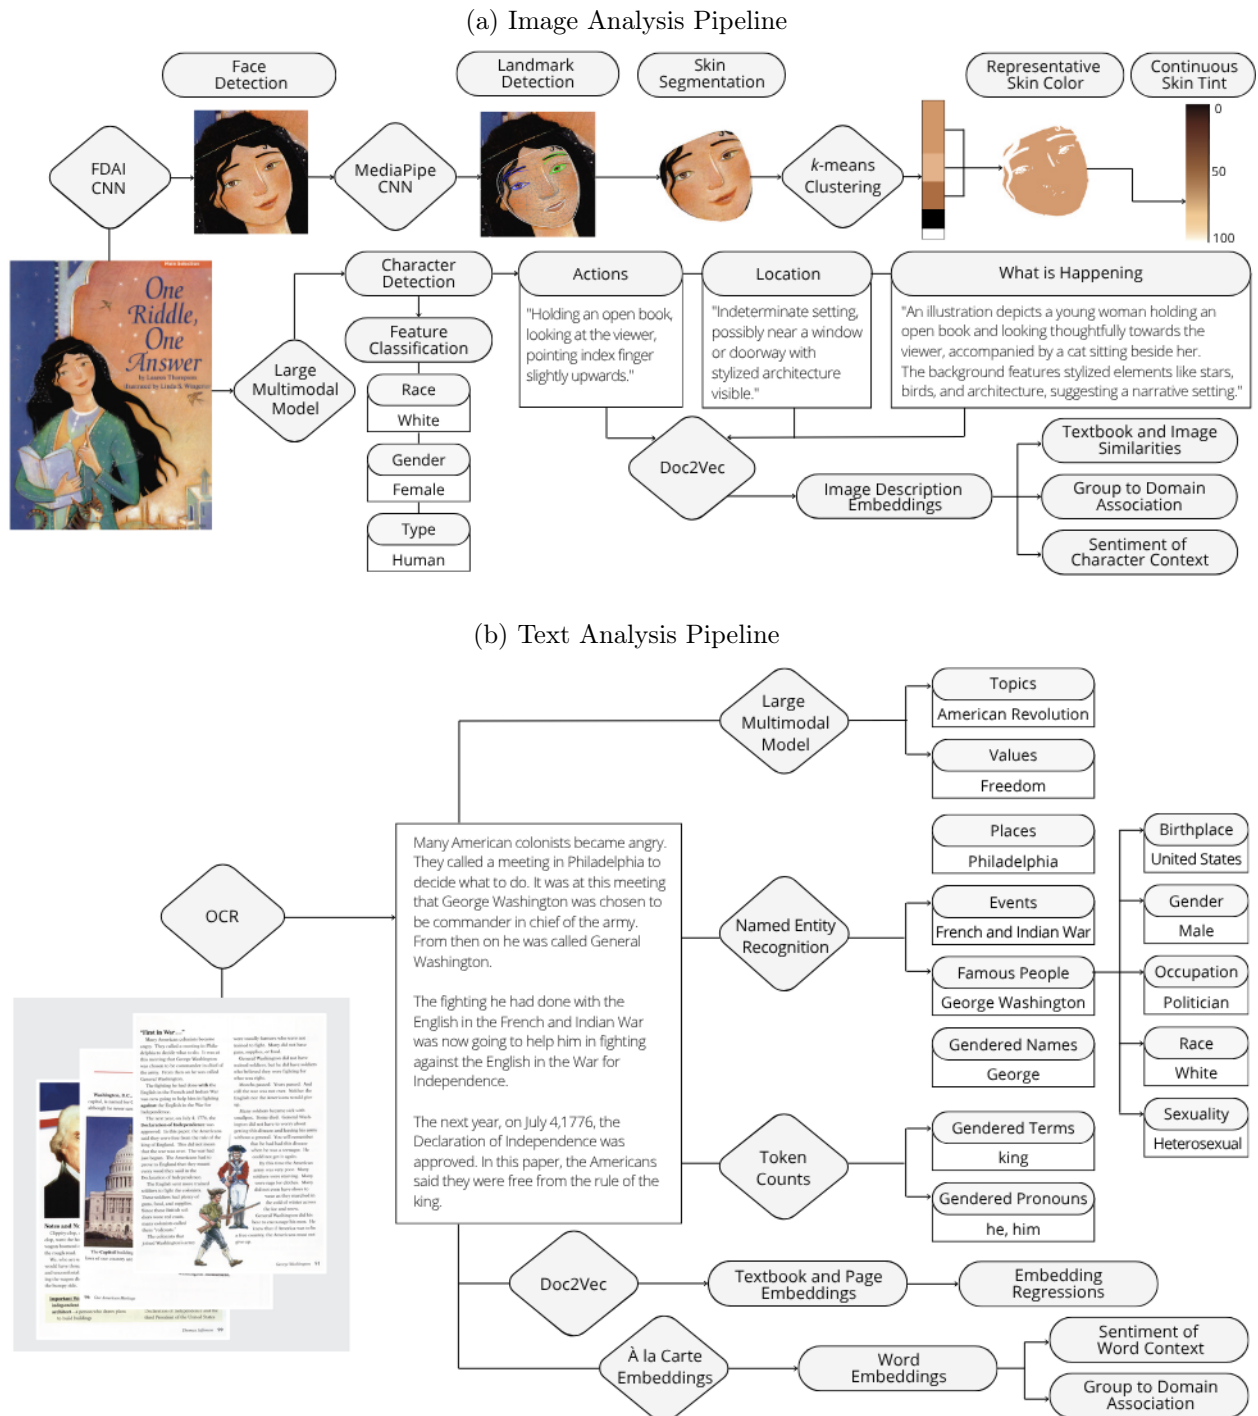 (a) Image Analysis Pipeline
Face
Detection
Landmark
Detection
Skin
Segmentation
Representative
Skin Color
Continuous
Skin Tint
FDAI
CNN
MediaPipe
CNN
k-means
Clustering
0
50
100
One
Riddle,
One
Answer
by Lauren Thompson
Large
Multimodal
Model
Character
Detection
Feature
Classification
Race
White
Gender
Female
Type
Human
Actions
"Holding an open book,
looking at the viewer,
pointing index finger
slightly upwards."
Location
"Indeterminate setting,
possibly near a window
or doorway with
stylized architecture
visible."
What is Happening
"An illustration depicts a young woman holding an
open book and looking thoughtfully towards the
viewer, accompanied by a cat sitting beside her.
The background features stylized elements like stars,
birds, and architecture, suggesting a narrative setting."
Doc2Vec
Image Description
Embeddings
Textbook and Image
Similarities
Group to Domain
Association
Sentiment of
Character Context
(b) Text Analysis Pipeline
OCR
"First in War..."
Many American colonists became angry.
They called a meeting in Philadelphia to
decide what to do. It was at this meeting
that George Washington was chosen to
be commander in chief of the army.
From then on he was called General
Washington.
The fighting he had done with the
English in the French and Indian War
was now going to help him in fighting
against the English in the War for
Independence.
The next year, on July 4,1776, the
Declaration of Independence was
approved. In this paper, the Americans
said they were free from the rule of the
king.
Large
Multimodal
Model
Topics
American Revolution
Values
Freedom
Named Entity
Recognition
Places
Philadelphia
Events
French and Indian War
Famous People
George Washington
Gendered Names
George
Birthplace
United States
Gender
Male
Occupation
Politician
Race
White
Sexuality
Heterosexual
Token
Counts
Gendered Terms
king
Gendered Pronouns
he, him
Doc2Vec
Textbook and Page
Embeddings
Embedding
Regressions
À la Carte
Embeddings
Word
Embeddings
Sentiment of
Word Context
Group to Domain
Association